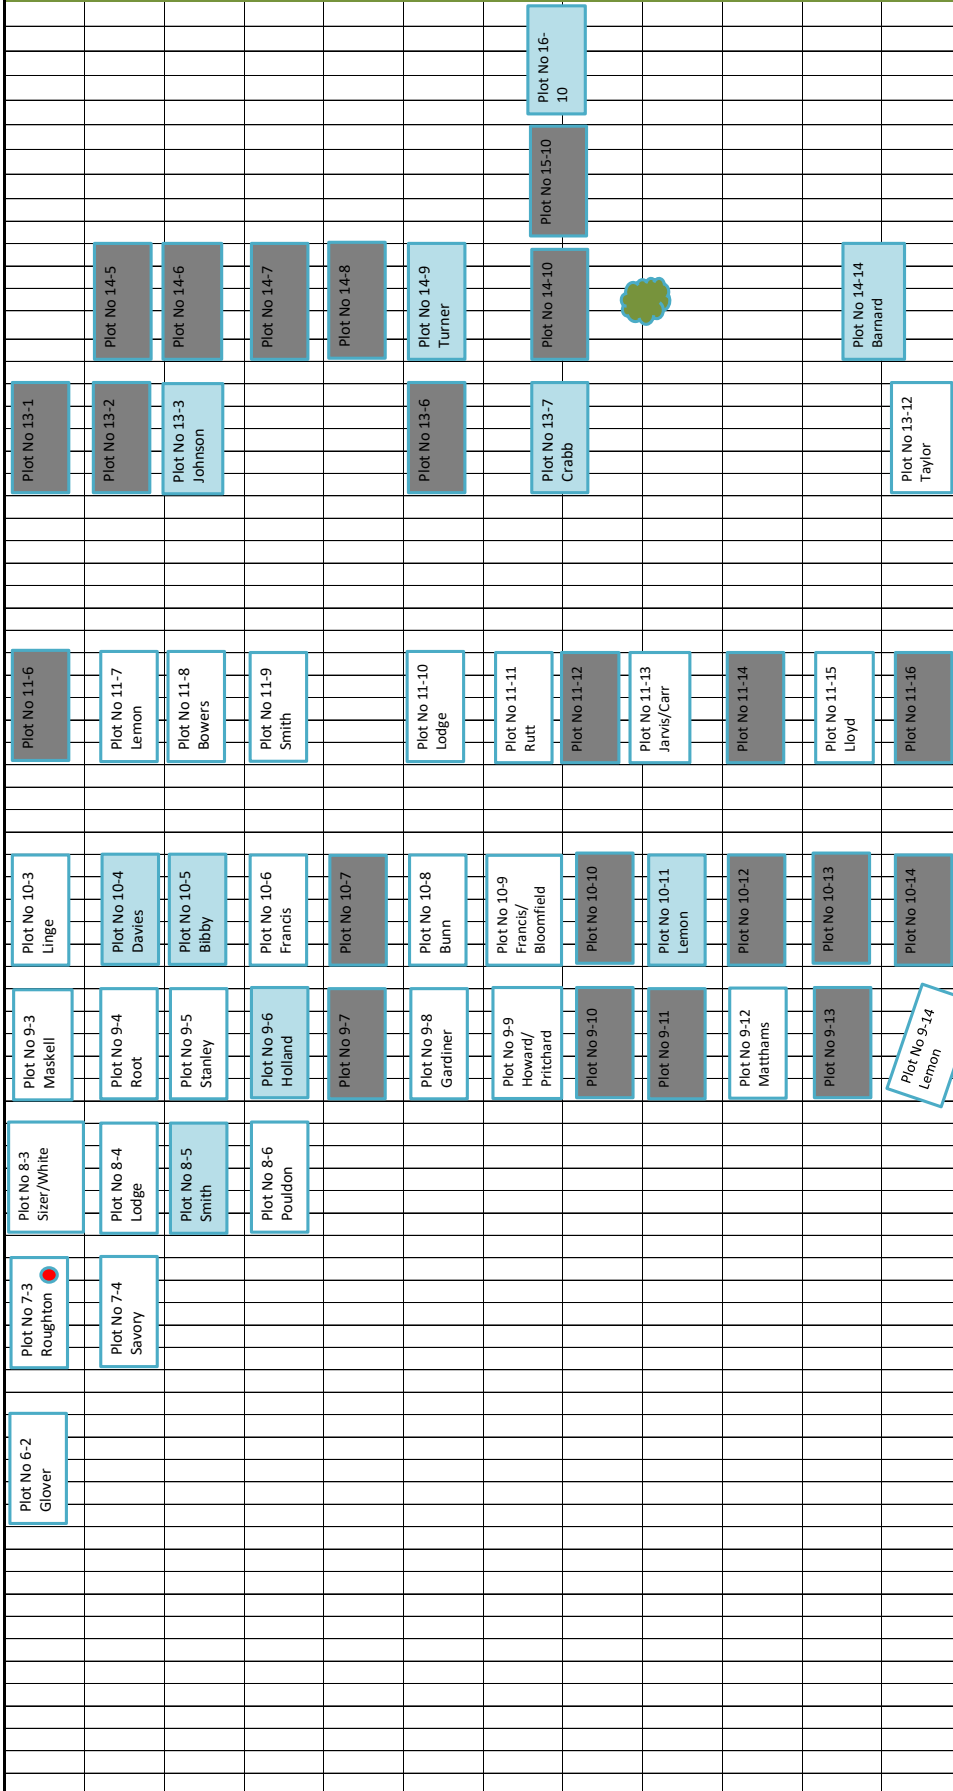 Plot No 16-
10
Plot No 15-10
Plot No 14-5
Plot No 14-6
Plot No 14-7
Plot No 14-8
Plot No 14-9
Turner
Plot No 14-10
Plot No 14-14
Barnard
Plot No 13-1
Plot No 13-2
Plot No 13-3
Johnson
Plot No 13-6
Plot No 13-7
Crabb
Plot No 13-12
Taylor
Plot No 11-6
Plot No 11-7
Lemon
Plot No 11-8
Bowers
Plot No 11-9
Smith
Plot No 11-10
Lodge
Plot No 11-11
Rutt
Plot No 11-12
Plot No 11-13
Jarvis/Carr
Plot No 11-14
Plot No 11-15
Lloyd
Plot No 11-16
Plot No 10-3
Linge
Plot No 10-4
Davies
Plot No 10-5
Bibby
Plot No 10-6
Francis
Plot No 10-7
Plot No 10-8
Bunn
Plot No 10-9
Francis/
Bloomfield
Plot No 10-10
Plot No 10-11
Lemon
Plot No 10-12
Plot No 10-13
Plot No 10-14
Plot No 9-3
Maskell
Plot No 9-4
Root
Plot No 9-5
Stanley
Plot No 9-6
Holland
Plot No 9-7
Plot No 9-8
Gardiner
Plot No 9-9
Howard/
Pritchard
Plot No 9-10
Plot No 9-11
Plot No 9-12
Matthams
Plot No 9-13
Plot No 9-14
Lemon
Plot No 8-3
Sizer/White
Plot No 8-4
Lodge
Plot No 8-5
Smith
Plot No 8-6
Pouldon
Plot No 7-3
Roughton
Plot No 7-4
Savory
Plot No 6-2
Glover